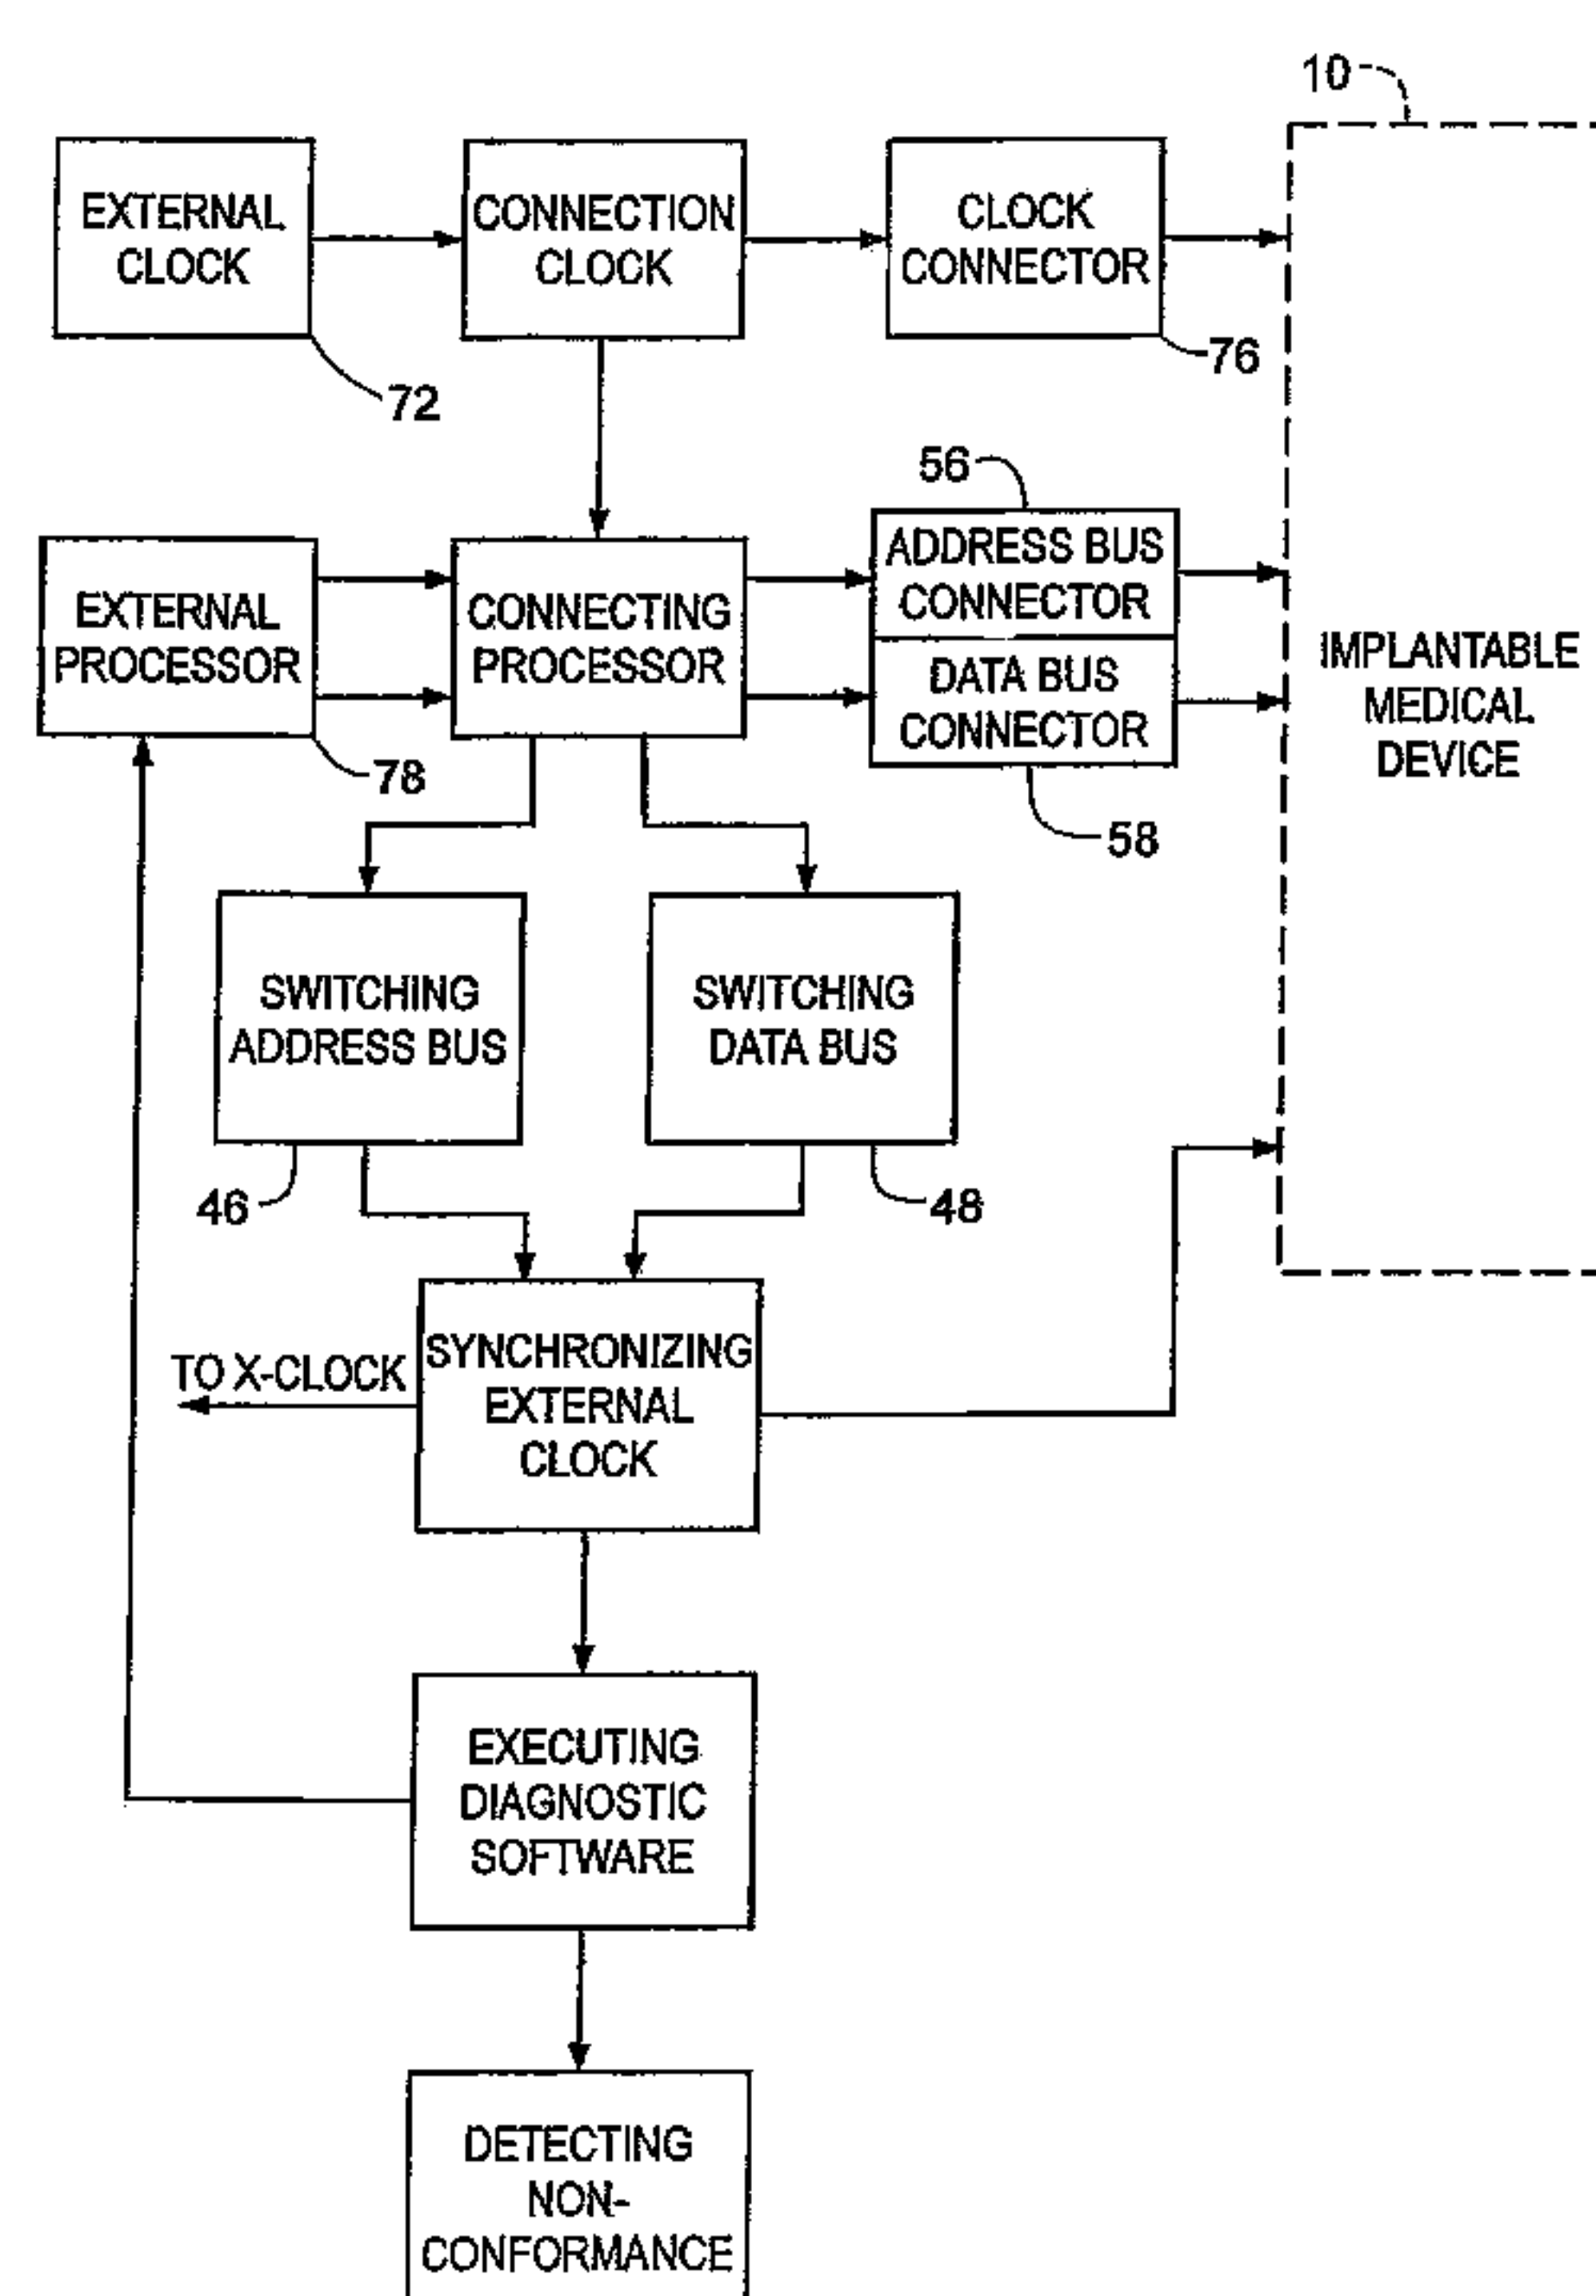 10
EXTERNAL
CLOCK
CONNECTION
CLOCK
CLOCK
CONNECTOR
72
76
56
EXTERNAL
PROCESSOR
CONNECTING
PROCESSOR
ADDRESS BUS
CONNECTOR
DATA BUS
CONNECTOR
IMPLANTABLE
MEDICAL
DEVICE
78
58
SWITCHING
ADDRESS BUS
SWITCHING
DATA BUS
46
48
TO X-CLOCK
SYNCHRONIZING
EXTERNAL
CLOCK
EXECUTING
DIAGNOSTIC
SOFTWARE
DETECTING
NON-
CONFORMANCE